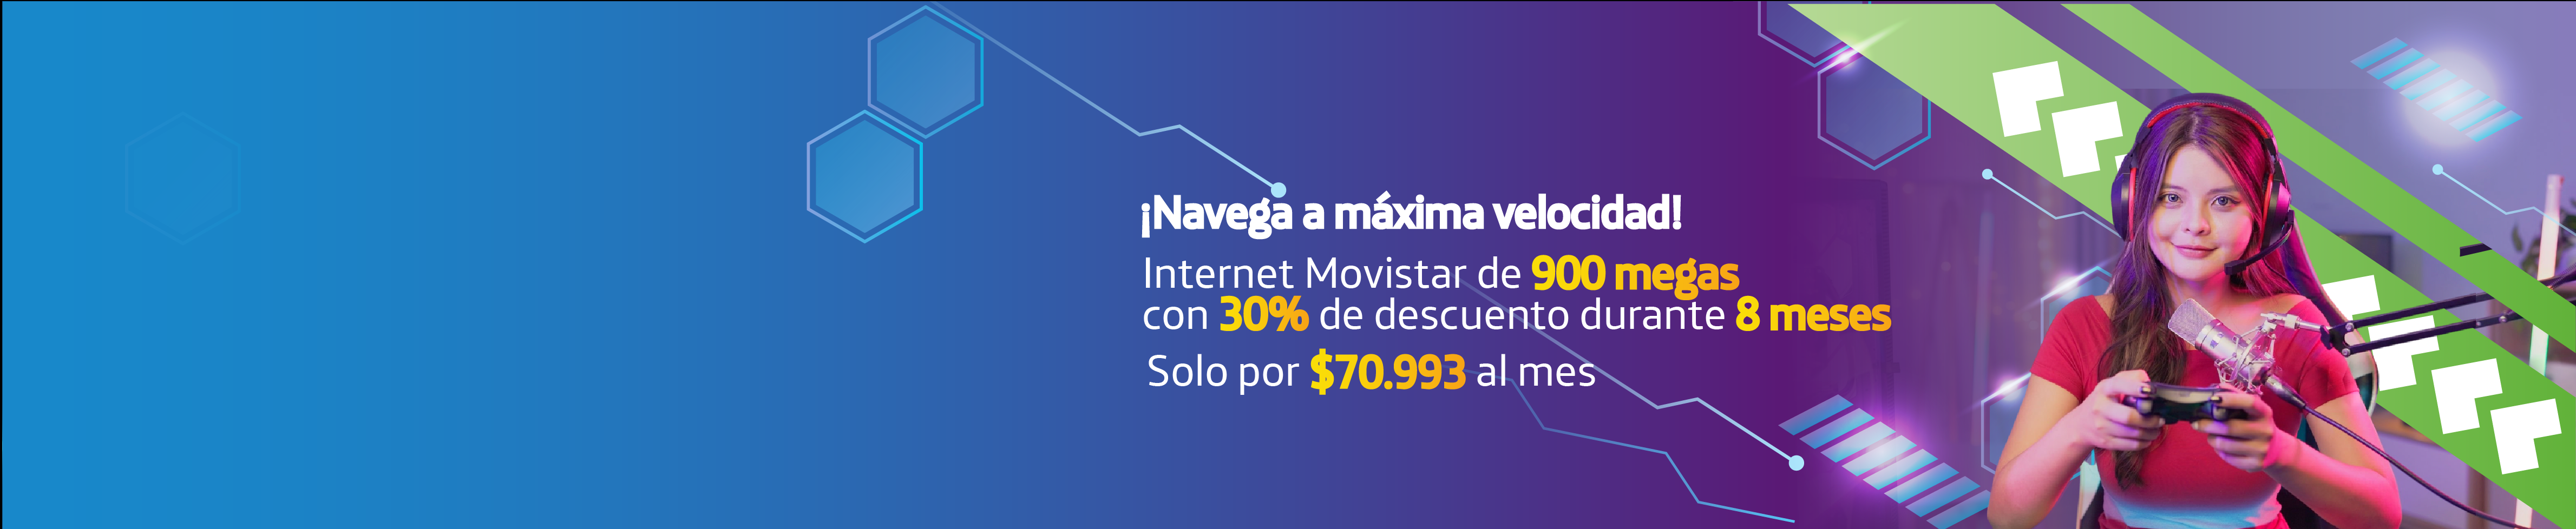 ¡Navega a máxima velocidad!
Internet Movistar de 900 megas
con 30% de descuento durante 8 meses
Solo por $70.993 al mes